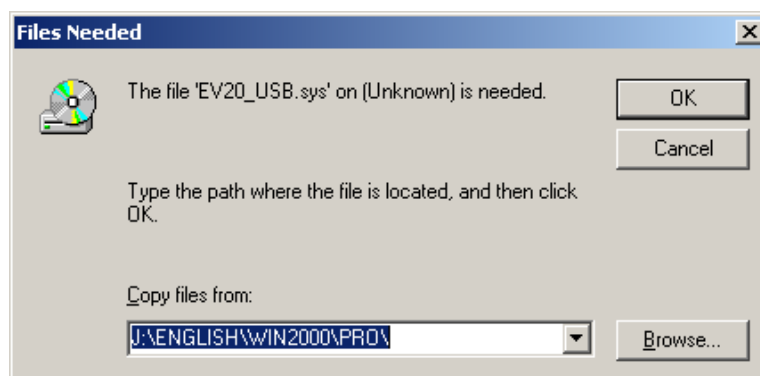 Files Needed
The file 'EV20_USB.sys' on (Unknown) is needed.
OK
Cancel
Type the path where the file is located, and then click
OK.
Copy files from:
J:\ENGLISH\WIN2000\PRO\
Browse...